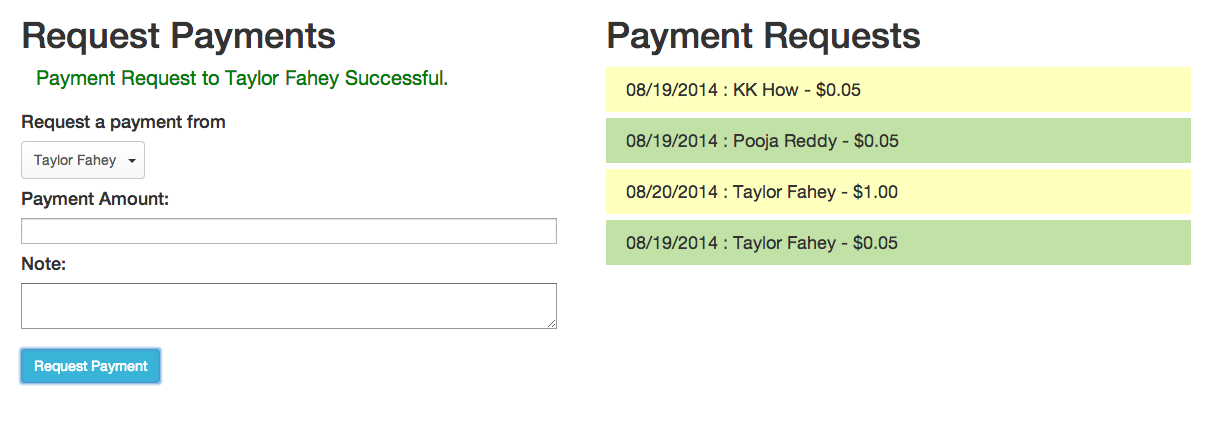 Request Payments
Payment Request to Taylor Fahey Successful.
Request a payment from
Taylor Fahey
Payment Amount:
Note:
Request Payment
Payment Requests
08/19/2014 : KK How - $0.05
08/19/2014 : Pooja Reddy - $0.05
08/20/2014 : Taylor Fahey - $1.00
08/19/2014 : Taylor Fahey - $0.05